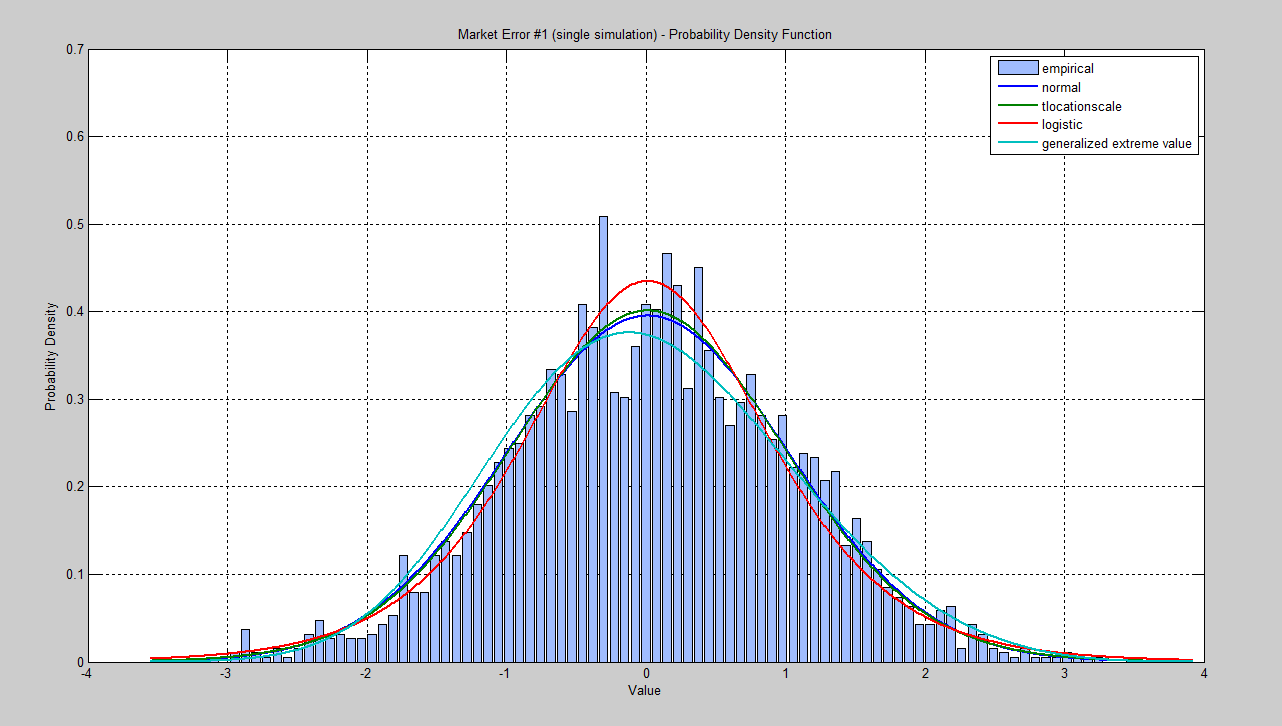 Market Error #1 (single simulation) - Probability Density Function
empirical
normal
tlocationscale
logistic
generalized extreme value
Probability Density
0.7
0.6
0.5
0.4
0.3
0.2
0.1
0
-4 -3 -2 -1 0 1 2 3 4
Value